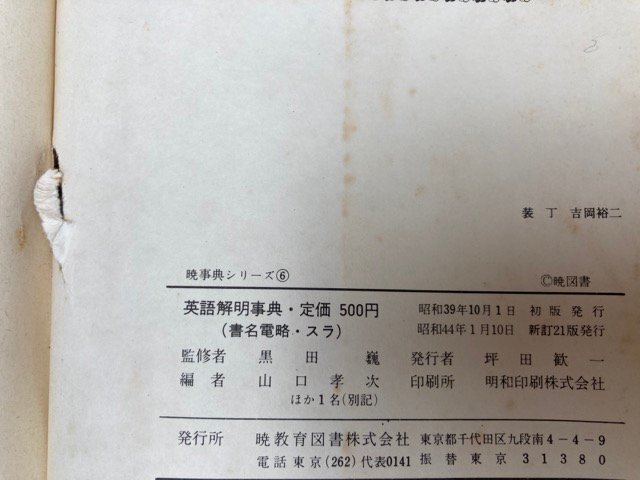 装丁 吉岡裕二
暁事典シリーズ⑥ Ⓒ暁図書
英語解明事典・定価 500円 昭和39年10月1日 初版発行
(書名電略・スラ) 昭和44年1月10日 新訂21版発行
監修者 黒田巍 発行者 坪田歓一
編者 山口孝次 印刷所 明和印刷株式会社
ほか1名(別記)
発行所 暁教育図書株式会社 東京都千代田区九段南4-4-9
電話東京(262)代表0141 振替東京31380